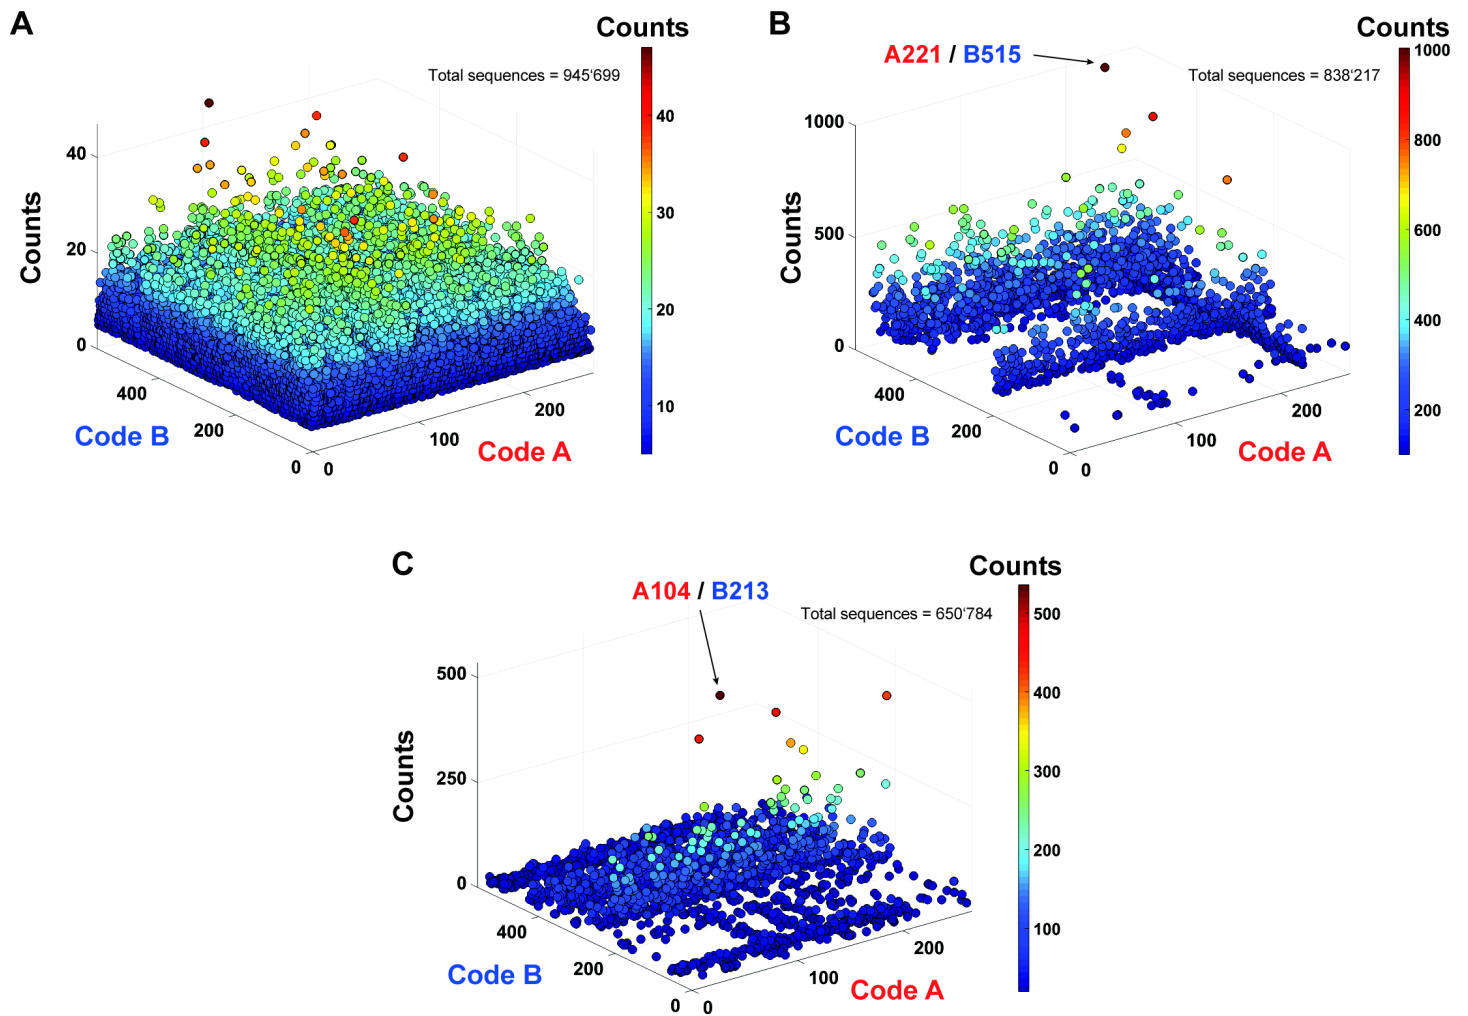 A
Counts
Total sequences = 945'699
40
30
20
10
40
20
0
Counts
400
200
0
Code B
0
100
200
Code A
B
Counts
A221 / B515
Total sequences = 838'217
1000
800
600
400
200
1000
500
0
Counts
400
200
0
Code B
0
100
200
Code A
C
Counts
A104 / B213
Total sequences = 650'784
500
400
300
200
100
500
250
0
Counts
400
200
0
Code B
0
100
200
Code A